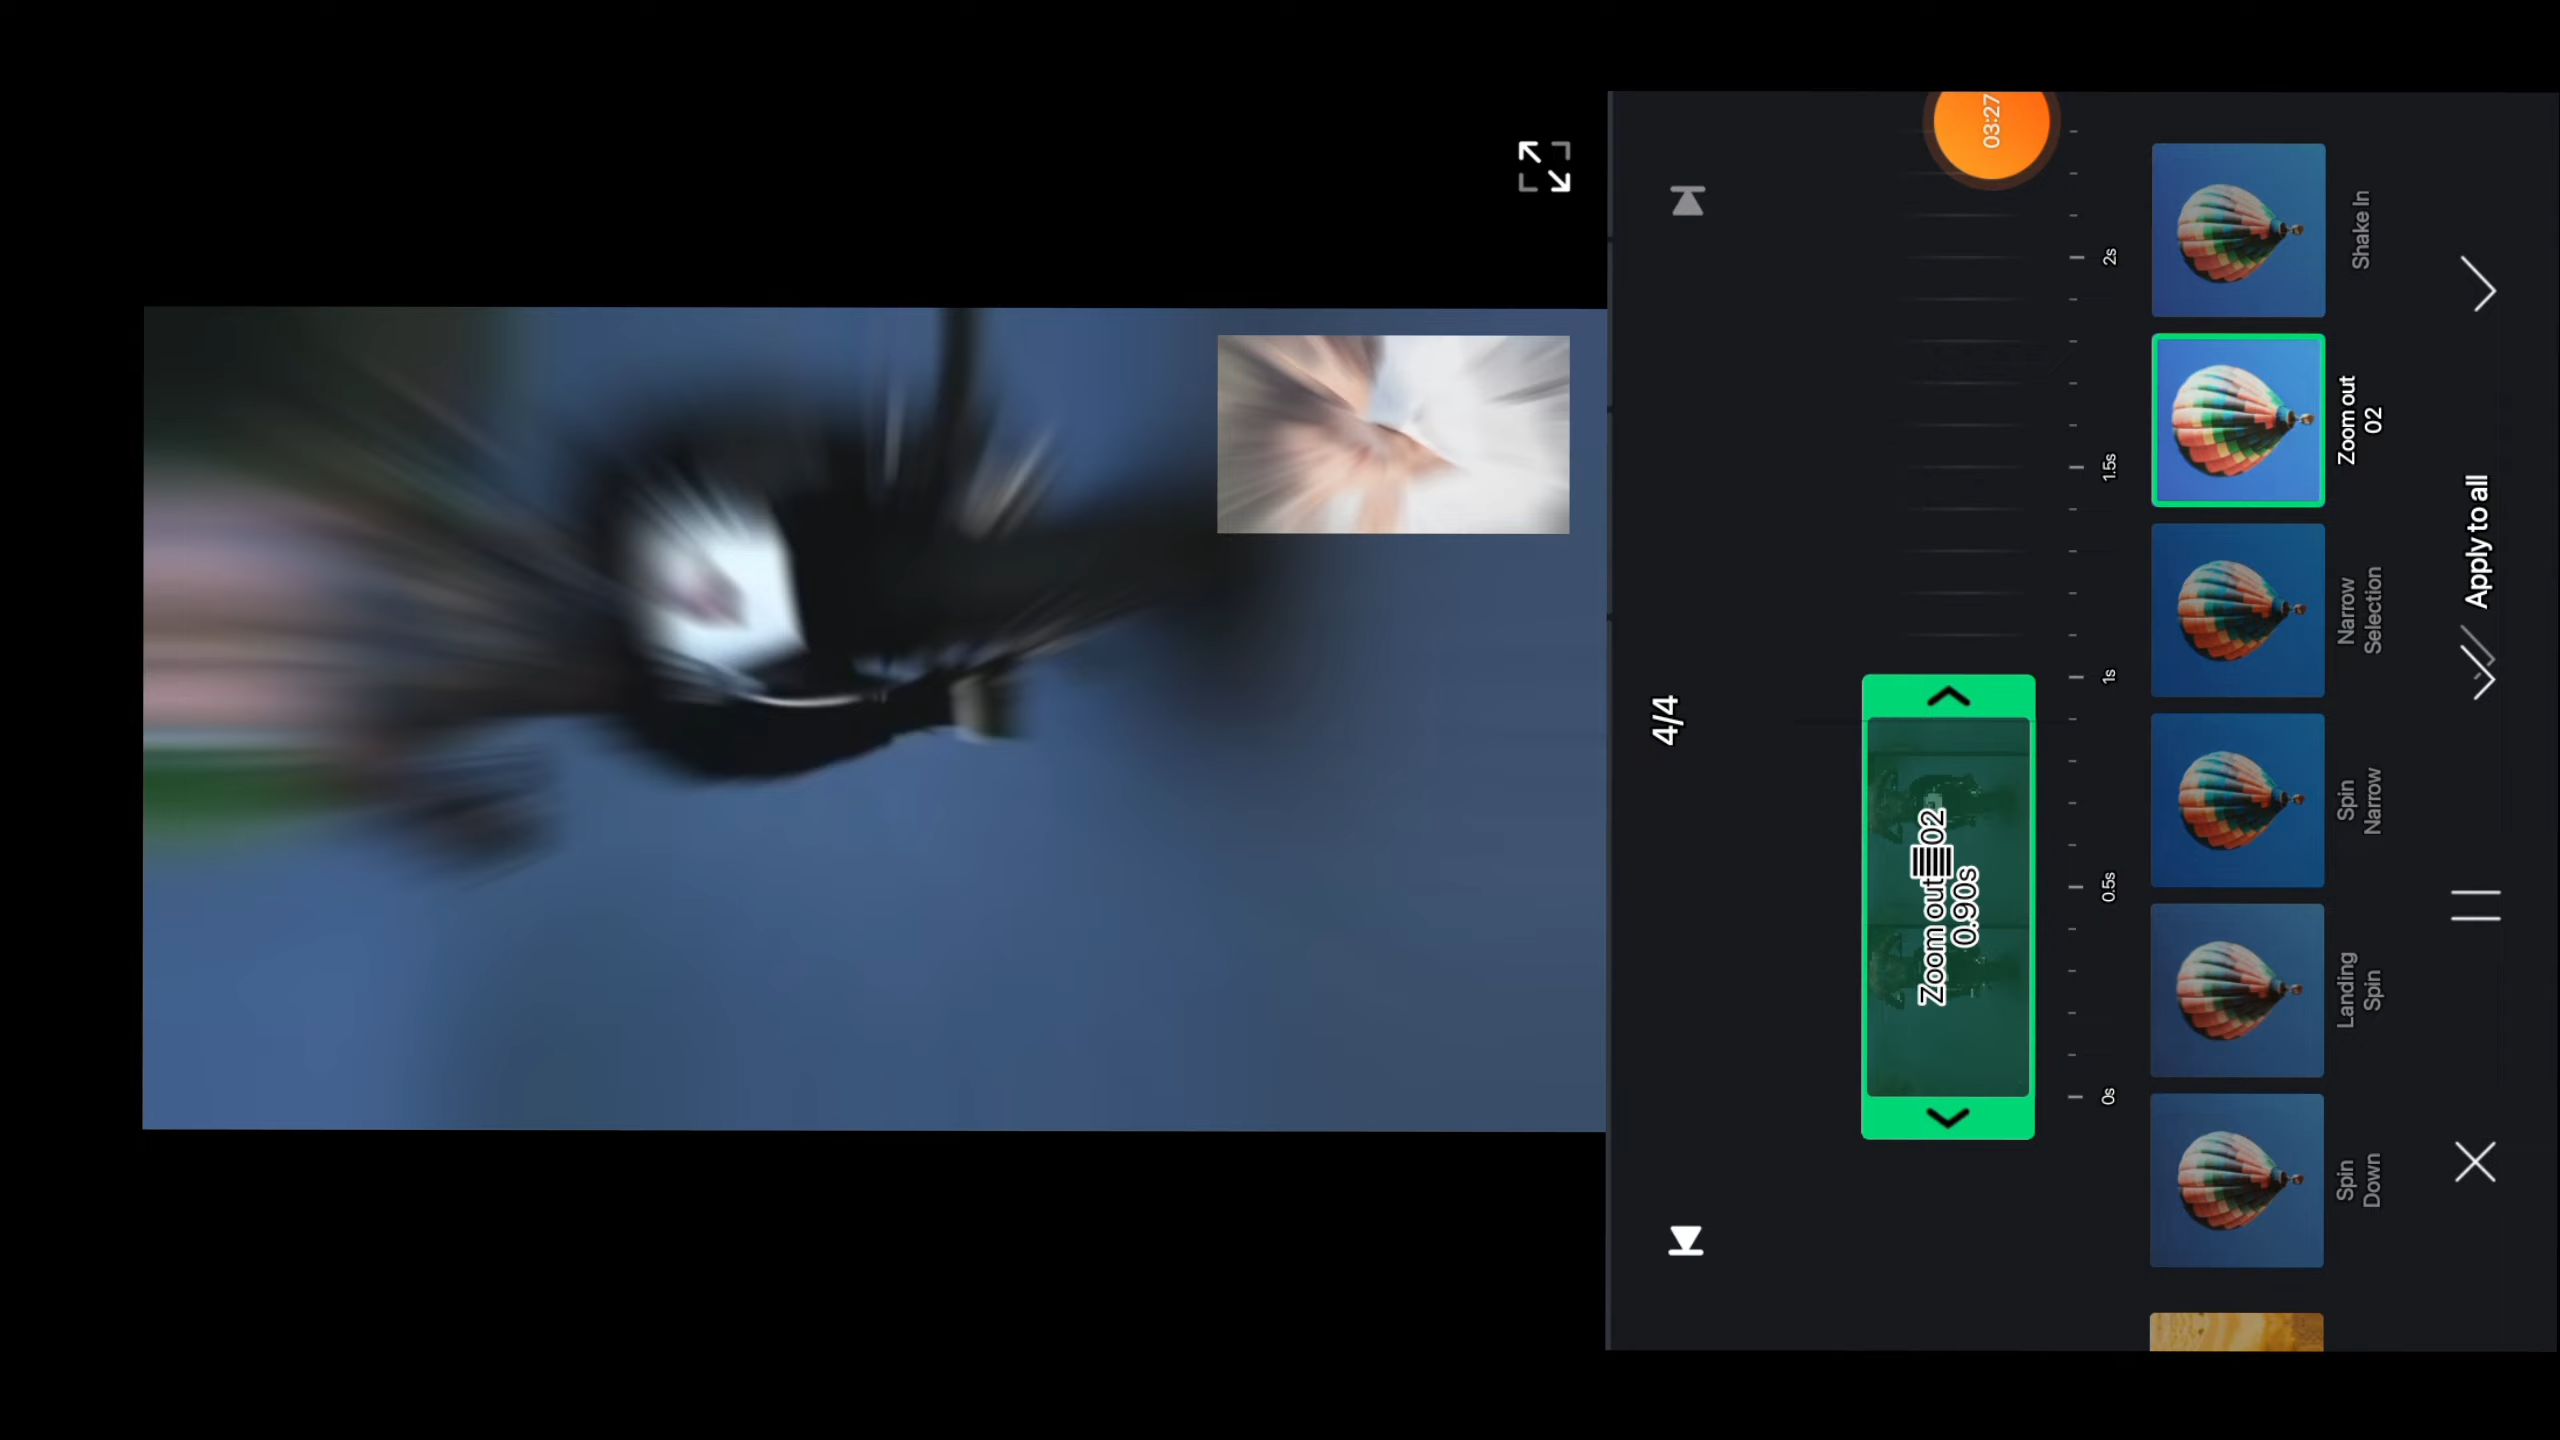 03:27
4/4
Zoom out 02
0.90s
0s
0.5s
1s
1.5s
2s
Spin
Down
Landing
Spin
Spin
Narrow
Narrow
Selection
Zoom out
02
Shake In
Apply to all